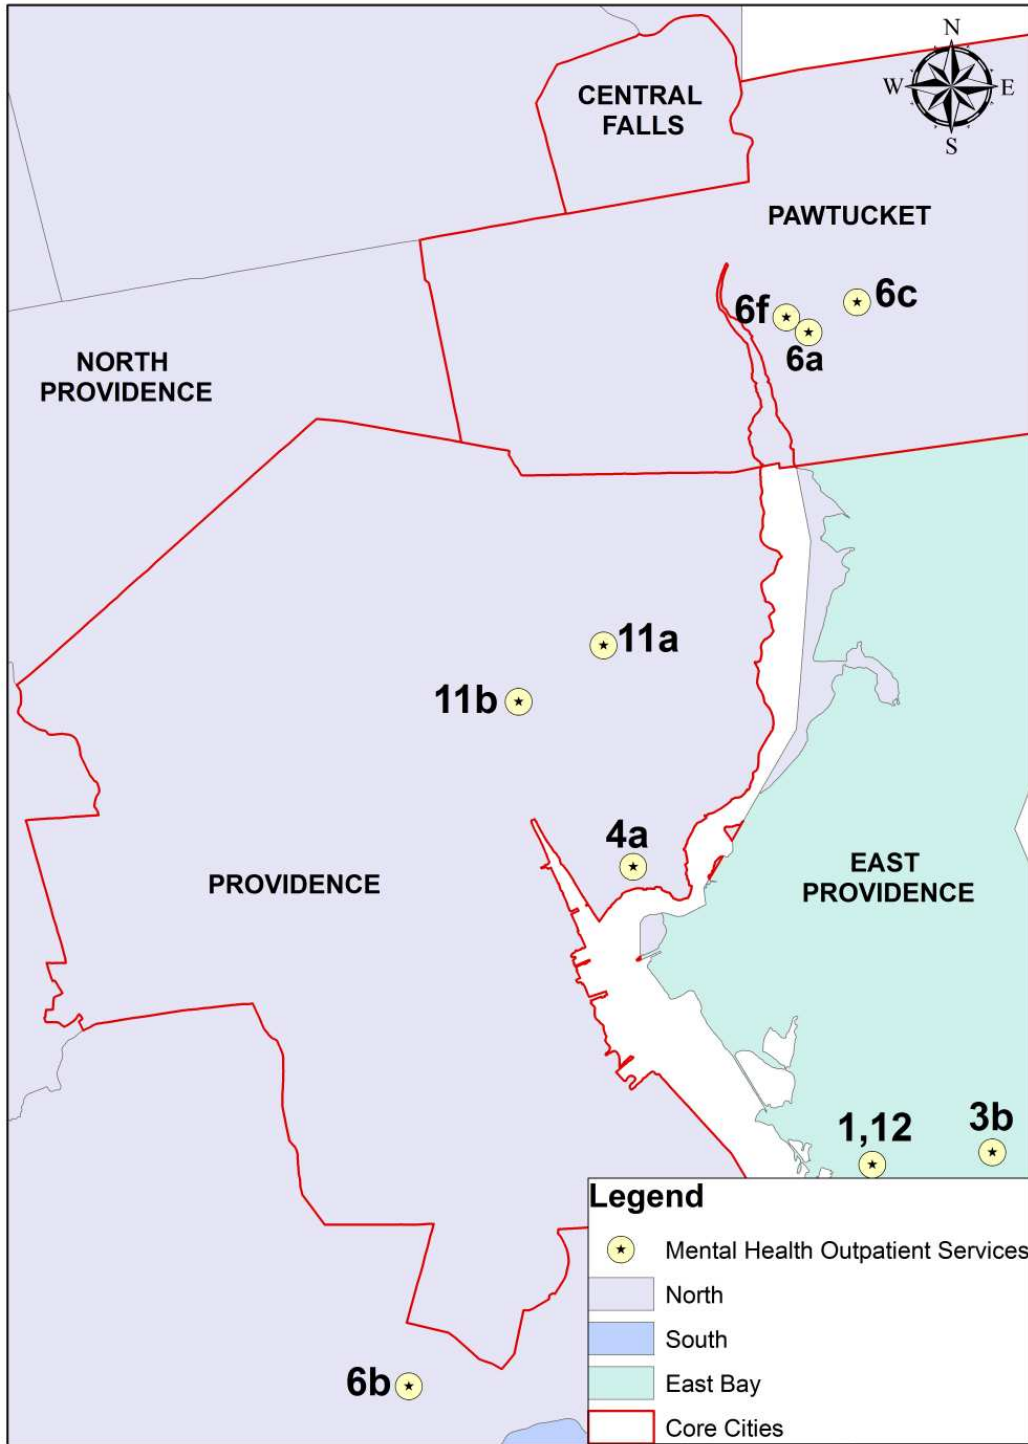 N
W
E
S
CENTRAL
FALLS
PAWTUCKET
6c
6f
6a
NORTH
PROVIDENCE
11a
11b
4a
EAST
PROVIDENCE
PROVIDENCE
1,12
3b
6b
Legend
Mental Health Outpatient Services
North
South
East Bay
Core Cities